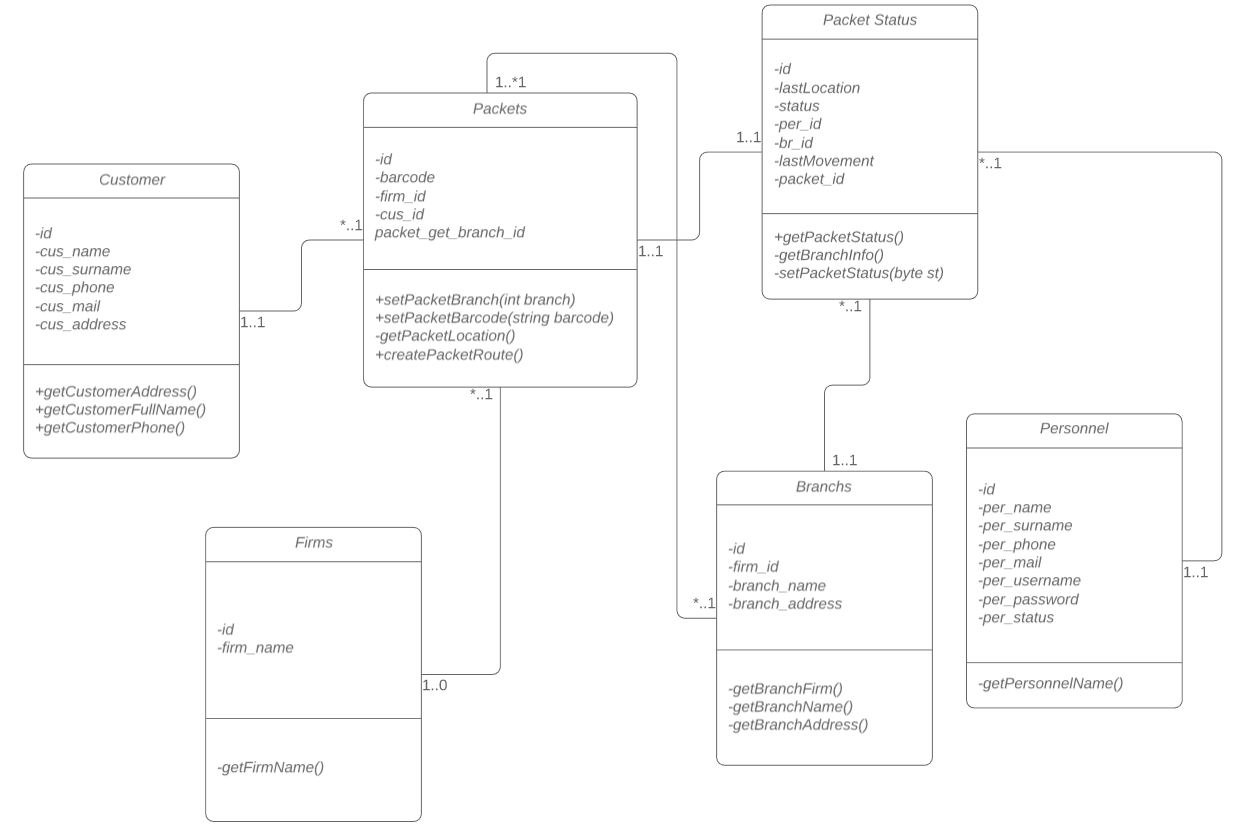 Packet Status
-id
-lastLocation
-status
-per_id
-br_id
-lastMovement
-packet_id
+getPacketStatus()
-getBranchInfo()
-setPacketStatus(byte st)
1..*1
Packets
-id
-barcode
-firm_id
-cus_id
packet_get_branch_id
+setPacketBranch(int branch)
+setPacketBarcode(string barcode)
-getPacketLocation()
+createPacketRoute()
1..1
*..1
Customer
-id
-cus_name
-cus_surname
-cus_phone
-cus_mail
-cus_address
+getCustomerAddress()
+getCustomerFullName()
+getCustomerPhone()
*..1
1..1
1..1
*..1
*..1
1..1
Personnel
-id
-per_name
-per_surname
-per_phone
-per_mail
-per_username
-per_password
-per_status
-getPersonnelName()
1..1
Branchs
-id
-firm_id
-branch_name
-branch_address
-getBranchFirm()
-getBranchName()
-getBranchAddress()
*..1
Firms
-id
-firm_name
-getFirmName()
1..0